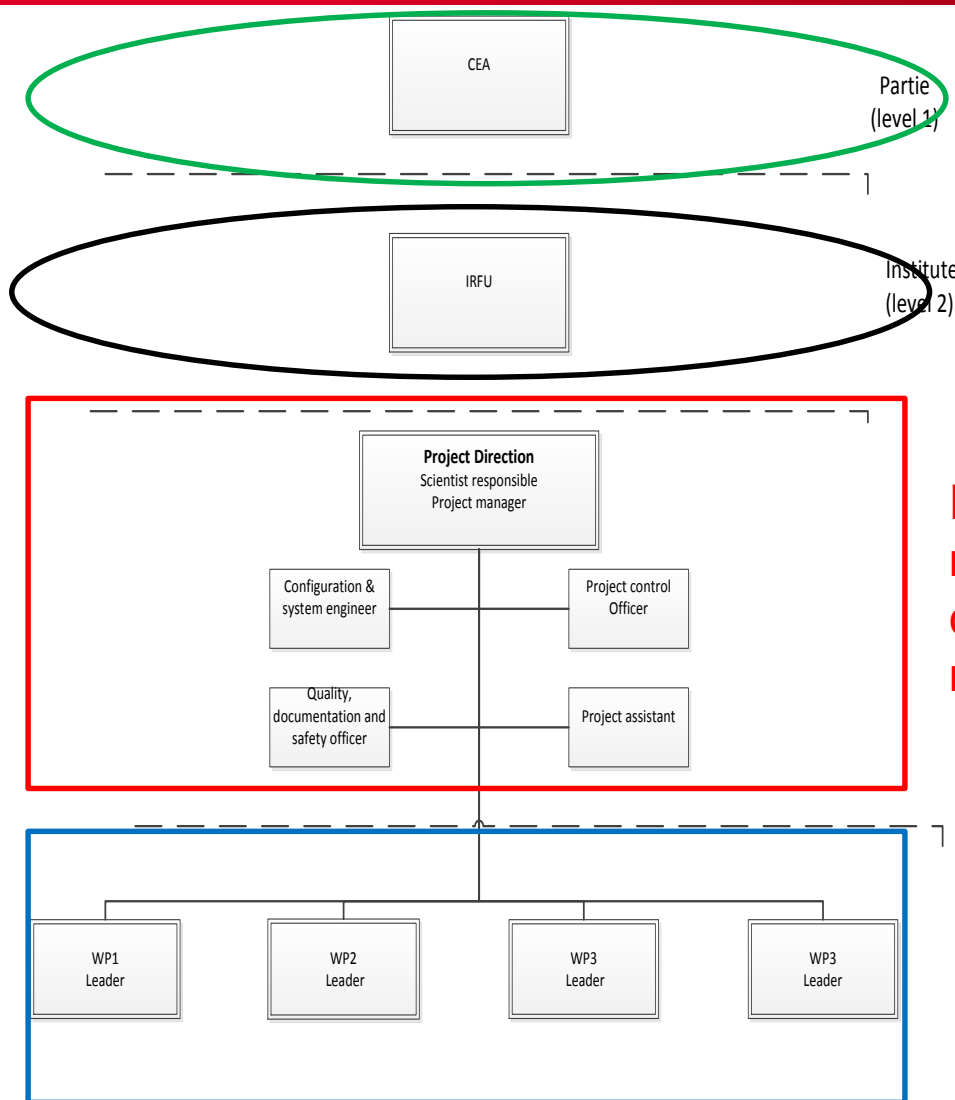 CEA
Partie
(level 1)
IRFU
Institute
(level 2)
Project Direction
Scientist responsible
Project manager
Configuration &
system engineer
Project control
Officer
Quality,
documentation and
safety officer
Project assistant
WP1
Leader
WP2
Leader
WP3
Leader
WP3
Leader